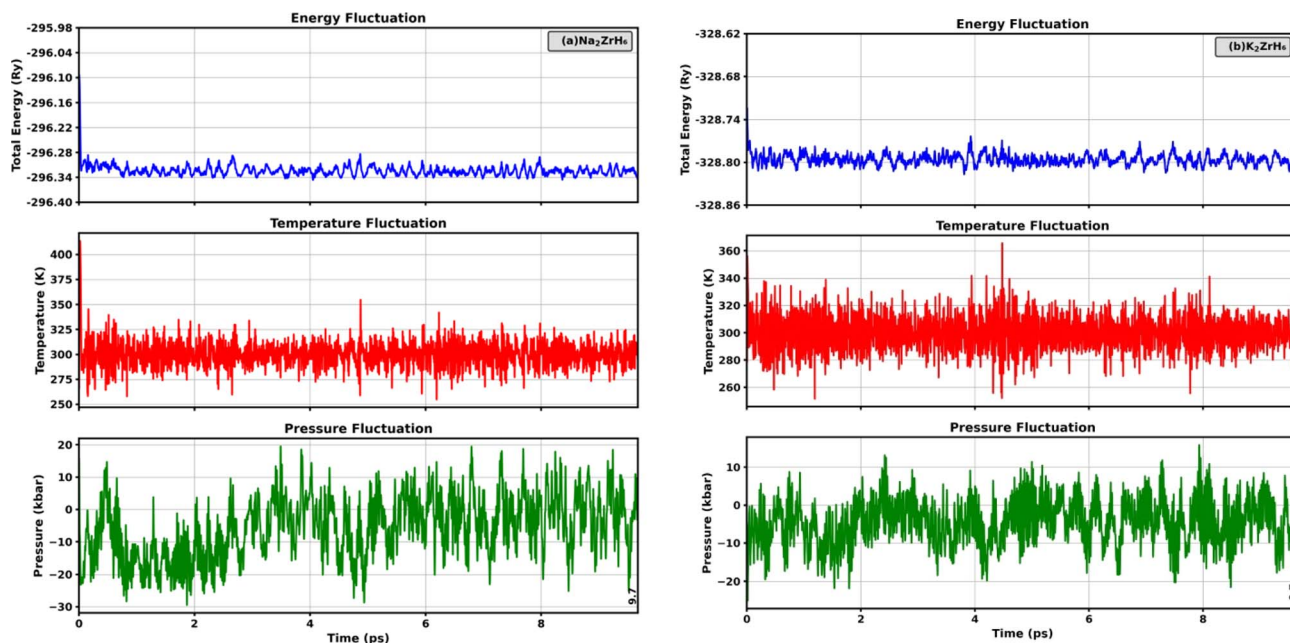 Energy Fluctuation
(a)Na₂ZrH₆
Total Energy (Ry)
-295.98
-296.04
-296.10
-296.16
-296.22
-296.28
-296.34
-296.40
Temperature Fluctuation
Temperature (K)
400
375
350
325
300
275
250
Pressure Fluctuation
Pressure (kbar)
20
10
0
−10
−20
−30
9.7
0 2 4 6 8
Time (ps)
Energy Fluctuation
(b)K₂ZrH₆
Total Energy (Ry)
-328.62
-328.68
-328.74
-328.80
-328.86
Temperature Fluctuation
Temperature (K)
360
340
320
300
280
260
Pressure Fluctuation
Pressure (kbar)
10
0
−10
−20
0 2 4 6 8
Time (ps)